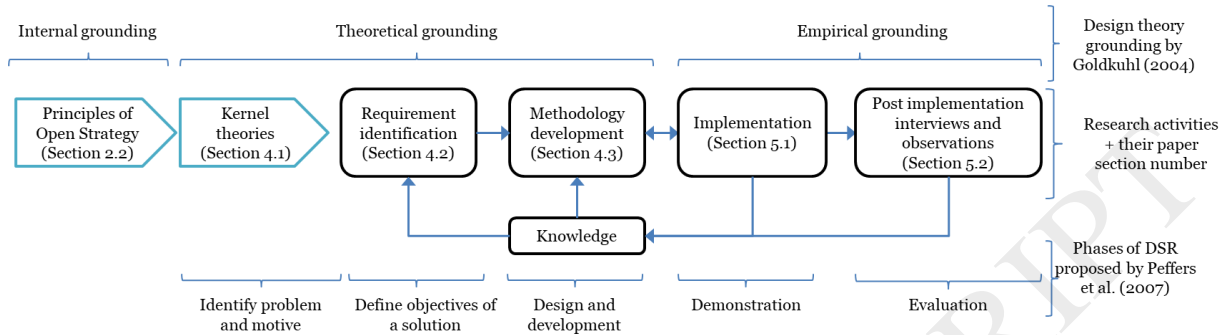 Internal grounding
Theoretical grounding
Empirical grounding
Design theory
grounding by
Goldkuhl (2004)
Principles of
Open Strategy
(Section 2.2)
Kernel
theories
(Section 4.1)
Requirement
identification
(Section 4.2)
Methodology
development
(Section 4.3)
Implementation
(Section 5.1)
Post implementation
interviews and
observations
(Section 5.2)
Research activities
+ their paper
section number
Knowledge
Phases of DSR
proposed by Peffers
et al. (2007)
Identify problem
and motive
Define objectives of
a solution
Design and
development
Demonstration
Evaluation
RIPT